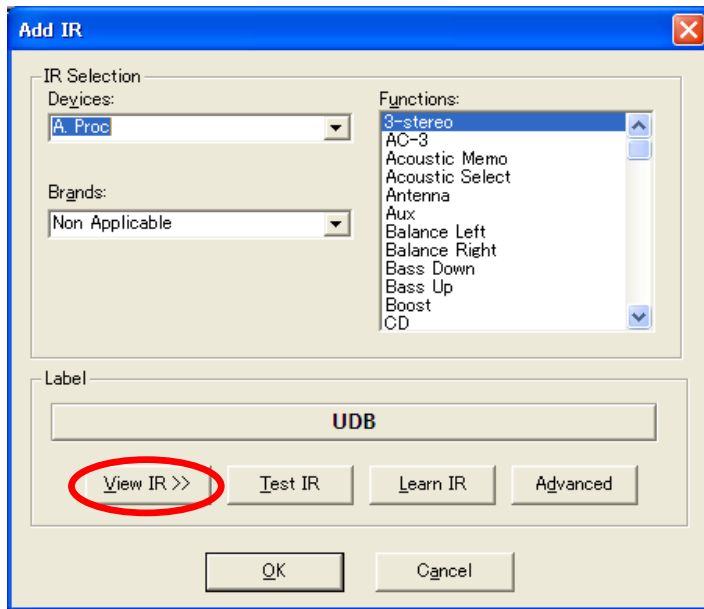 Add IR
IR Selection
Devices:
A. Proc
Brands:
Non Applicable
Functions:
3-stereo
AC-3
Acoustic Memo
Acoustic Select
Antenna
Aux
Balance Left
Balance Right
Bass Down
Bass Up
Boost
CD
Label
UDB
View IR >>
Test IR
Learn IR
Advanced
OK
Cancel